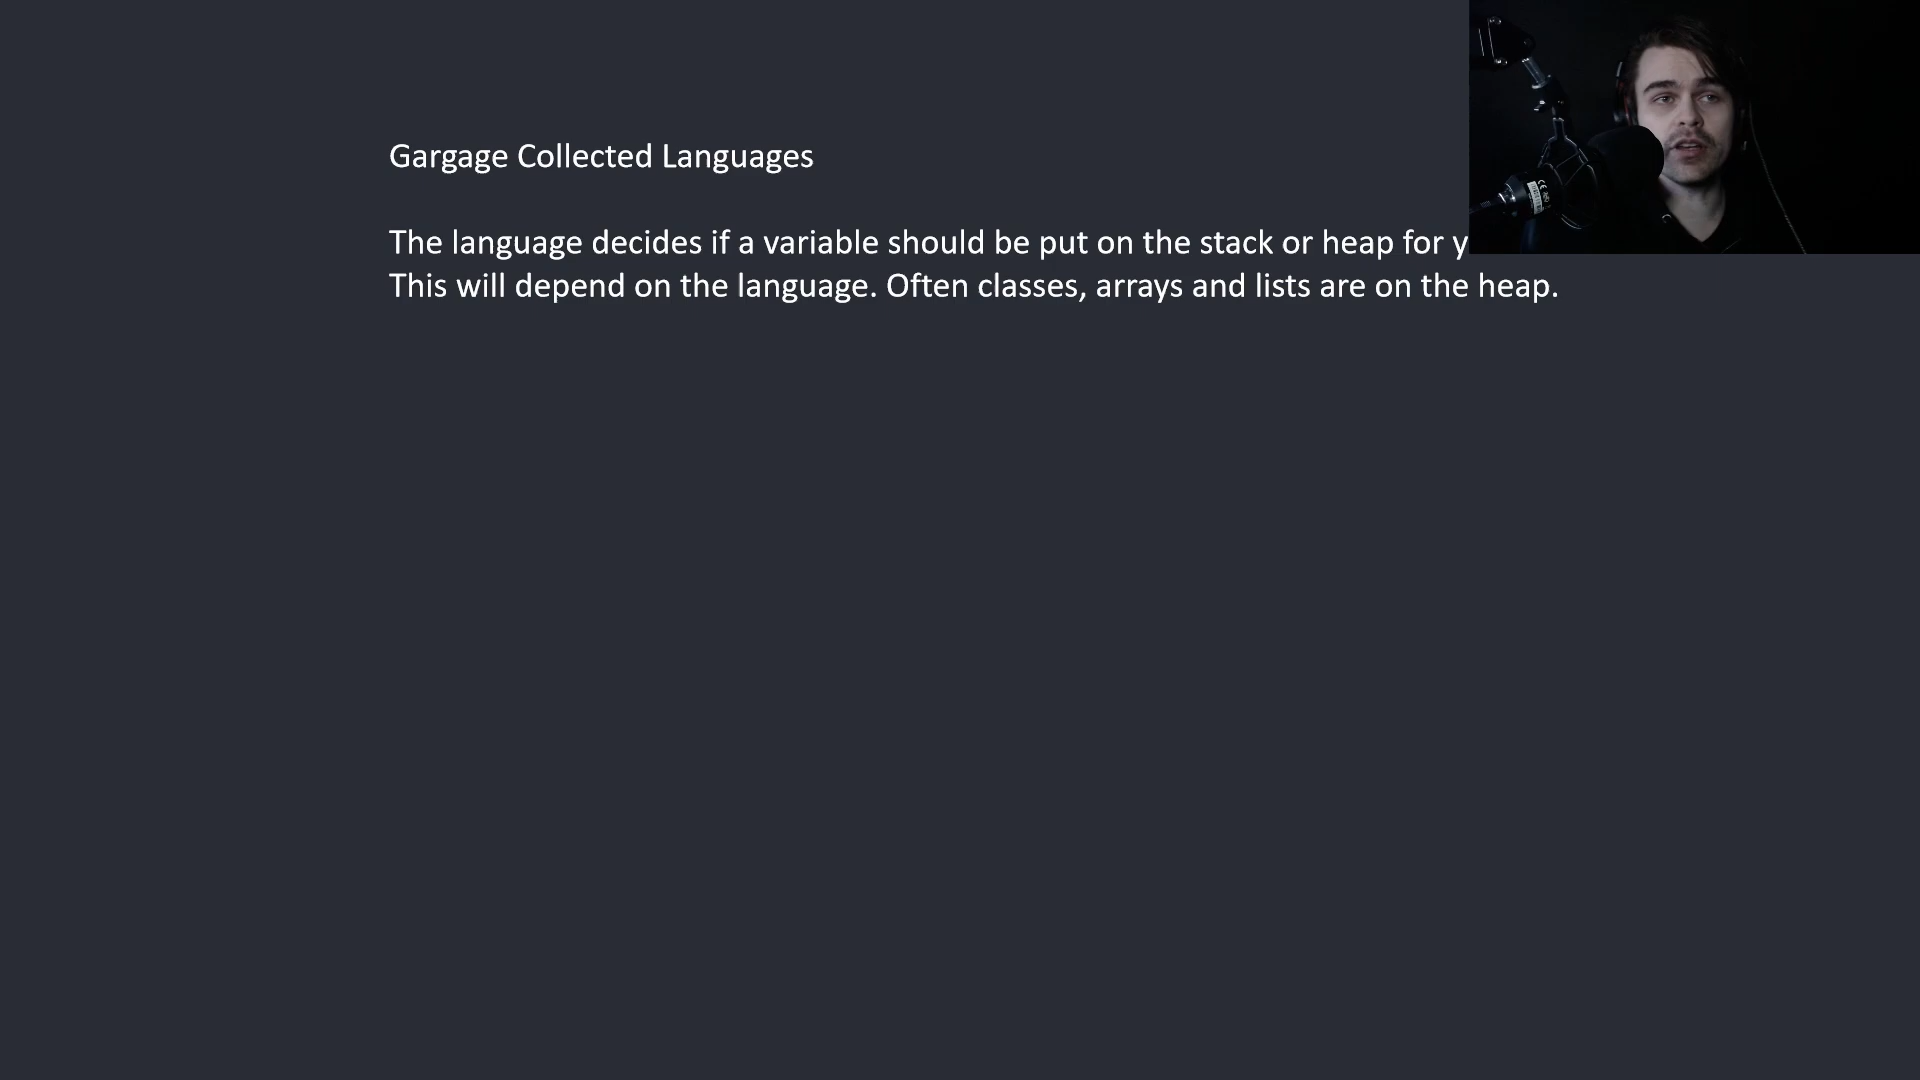 Gargage Collected Languages
The language decides if a variable should be put on the stack or heap for
This will depend on the language. Often classes, arrays and lists are on the heap.